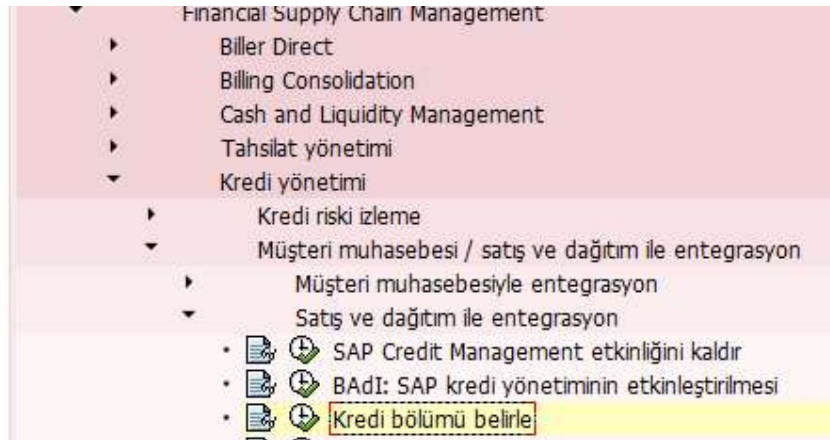 Financial Supply Chain Management
Biller Direct
Billing Consolidation
Cash and Liquidity Management
Tahsilat yönetimi
Kredi yönetimi
Kredi riski izleme
Müşteri muhasebesi / satış ve dağıtım ile entegrasyon
Müşteri muhasebesiyle entegrasyon
Satış ve dağıtım ile entegrasyon
SAP Credit Management etkinliğini kaldır
BAdI: SAP kredi yönetiminin etkinleştirilmesi
Kredi bölümü belirle